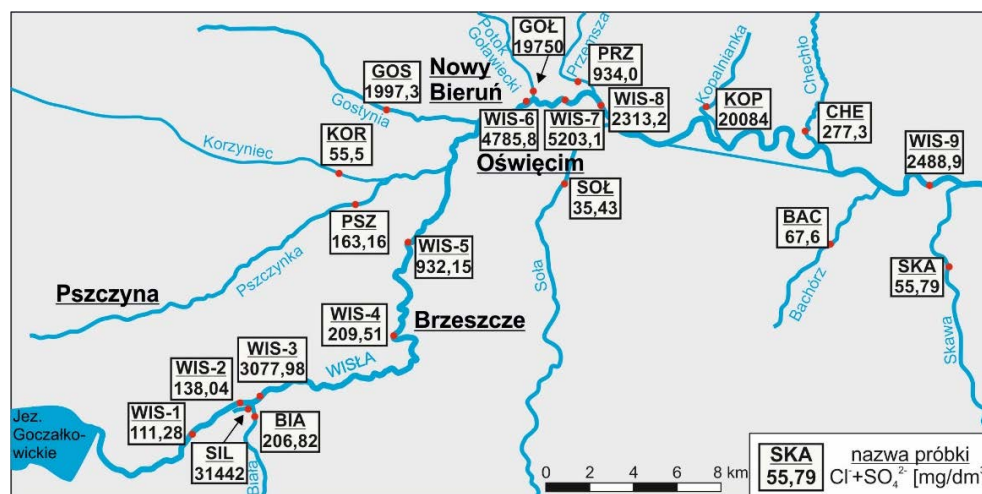 GOŁ
19750
Potok
Goławiecki
Przemsza
PRZ
934,0
Kopalnianka
Chechło
GOS
1997,3
Nowy
Bieruń
Gostynia
WIS-8
2313,2
KOP
20084
CHE
277,3
WIS-6
4785,8
WIS-7
5203,1
Korzyniec
KOR
55,5
Oświęcim
WIS-9
2488,9
SOŁ
35,43
PSZ
163,16
BAC
67,6
WIS-5
932,15
Pszczyna
Pszczynka
Soła
Bachórz
SKA
55,79
WIS-4
209,51
Brzeszcze
Skawa
WIS-3
3077,98
WISŁA
WIS-2
138,04
WIS-1
111,28
BIA
206,82
Jez.
Goczałko-
wickie
SIL
31442
Biała
0 2 4 6 8 km
SKA
55,79
nazwa próbki
Cl⁻+SO₄²⁻ [mg/dm³